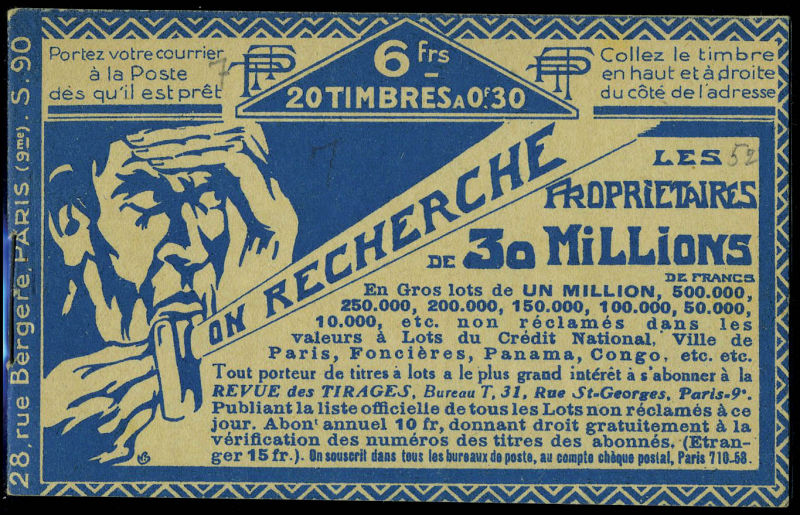 28, rue Bergère, PARIS (9me). S. 90
Portez votre courrier
à la Poste
dès qu'il est prêt
PTT
6 frs
20 TIMBRES A 0f.30
PTT
Collez le timbre
en haut et à droite
du côté de l'adresse
7
7
52
ON RECHERCHE
LES
PROPRIETAIRES
DE 30 MILLIONS
DE FRANCS
En Gros lots de UN MILLION, 500.000,
250.000, 200.000, 150.000, 100.000, 50.000,
10.000, etc. non réclamés dans les
valeurs à Lots du Crédit National, Ville de
Paris, Foncières, Panama, Congo, etc. etc.
Tout porteur de titres à lots a le plus grand intérêt à s'abonner à la
REVUE des TIRAGES, Bureau T, 31, Rue St-Georges, Paris-9e.
Publiant la liste officielle de tous les Lots non réclamés à ce
jour. Abont annuel 10 fr, donnant droit gratuitement à la
vérification des numéros des titres des abonnés. (Etran-
ger 15 fr.). On souscrit dans tous les bureaux de poste, au compte chèque postal, Paris 710-58.